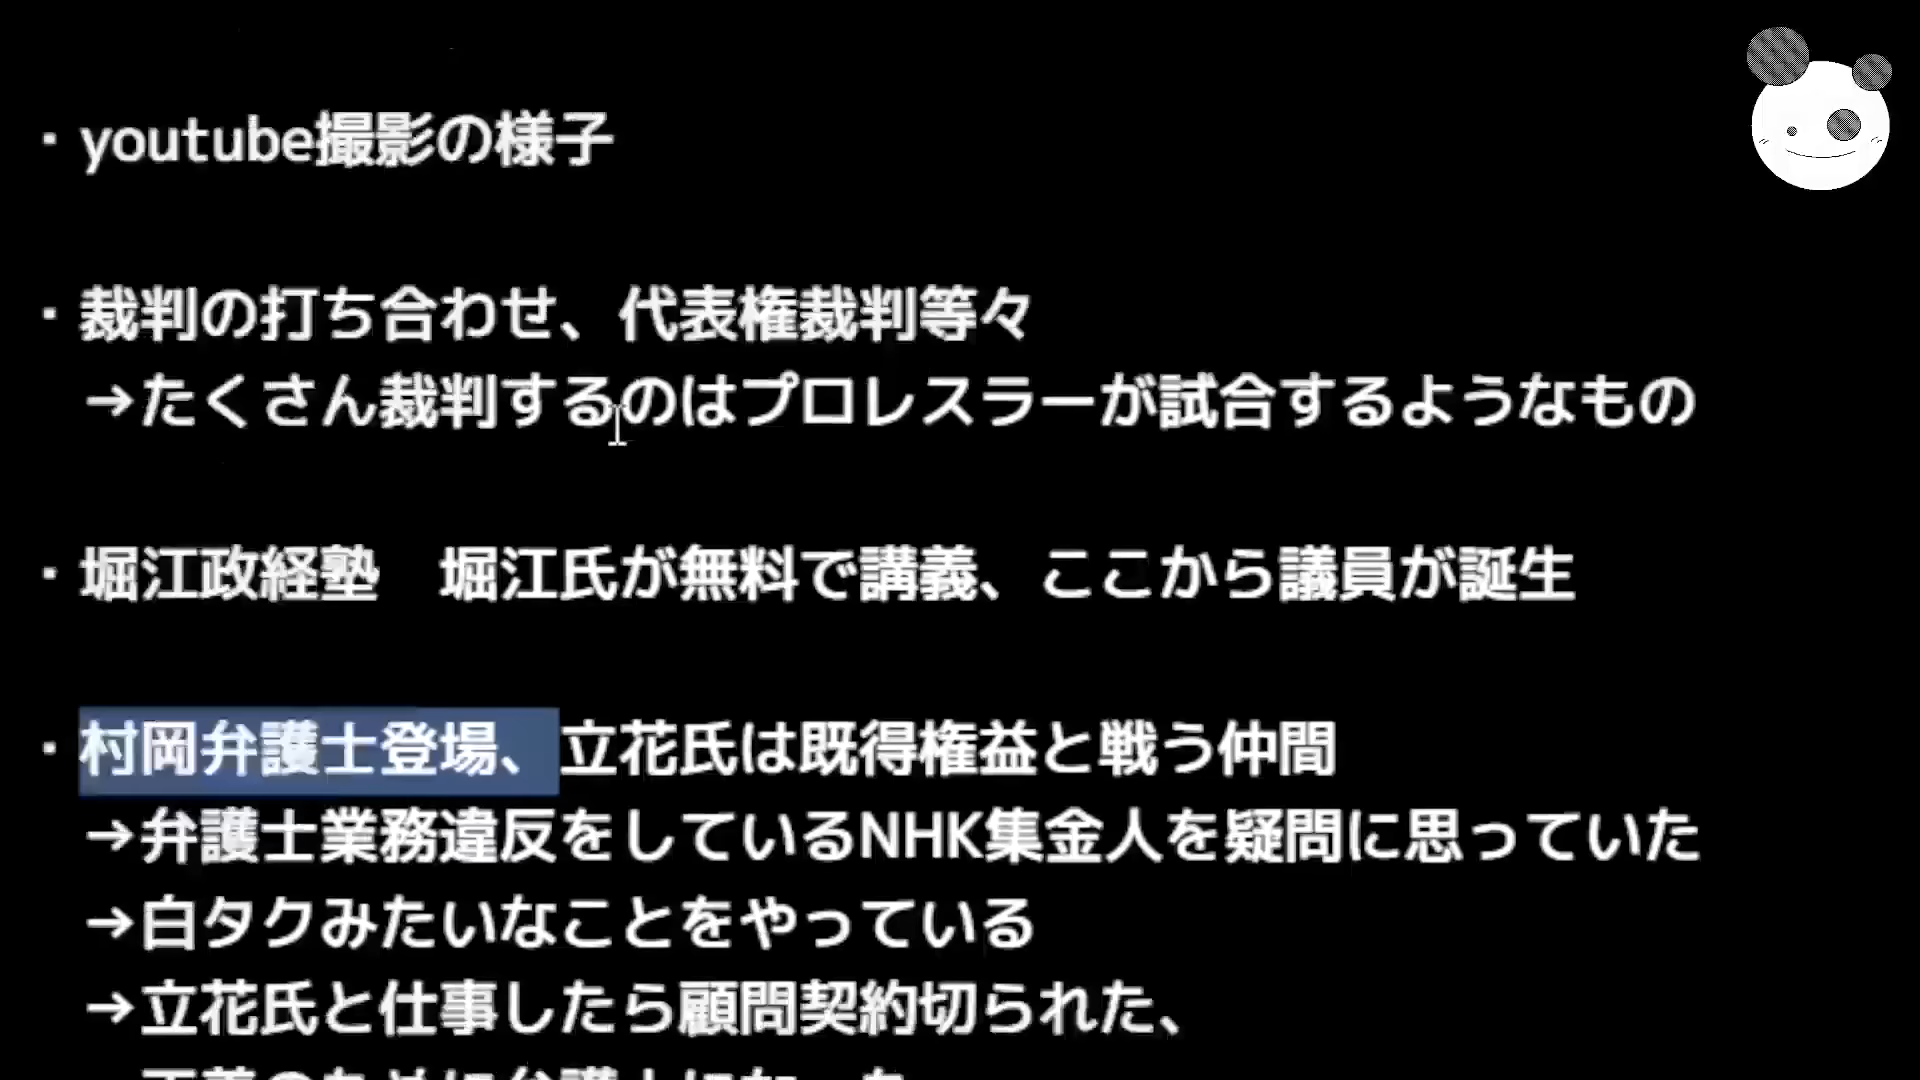 ・youtube撮影の様子
・裁判の打ち合わせ、代表権裁判等々
→たくさん裁判するのはプロレスラーが試合するようなもの
・堀江政経塾　堀江氏が無料で講義、ここから議員が誕生
・村岡弁護士登場、立花氏は既得権益と戦う仲間
→弁護士業務違反をしているNHK集金人を疑問に思っていた
→白タクみたいなことをやっている
→立花氏と仕事したら顧問契約切られた、